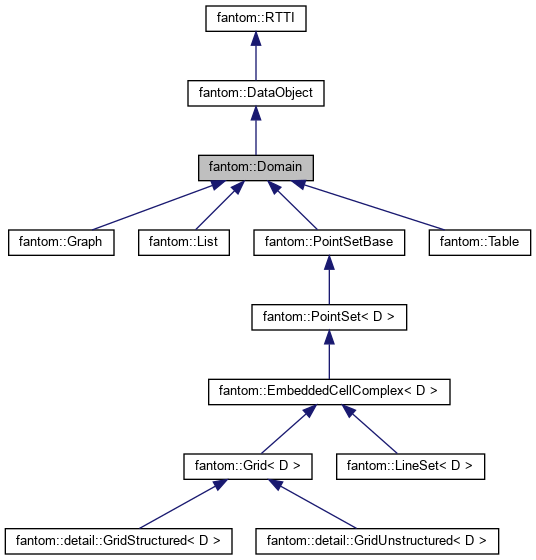 fantom::RTTI
fantom::DataObject
fantom::Domain
fantom::Graph
fantom::List
fantom::PointSetBase
fantom::Table
fantom::PointSet< D >
fantom::EmbeddedCellComplex< D >
fantom::Grid< D >
fantom::LineSet< D >
fantom::detail::GridStructured< D >
fantom::detail::GridUnstructured< D >